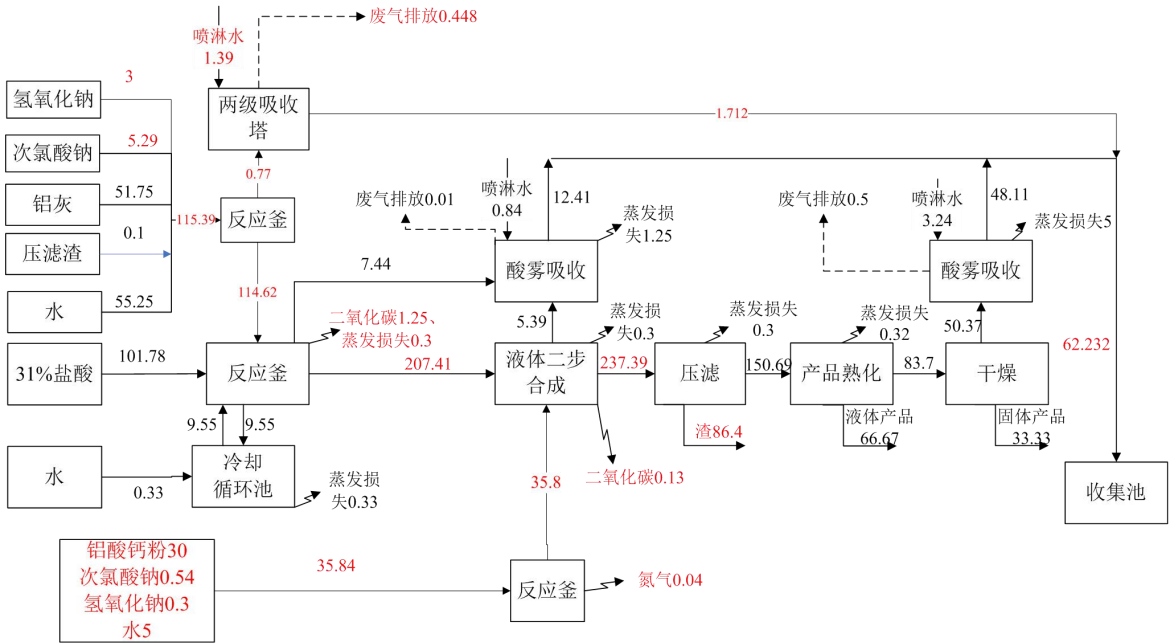 废气排放0.448
喷淋水
1.39
3
氢氧化钠
两级吸收
塔
1.712
次氯酸钠
5.29
0.77
铝灰
51.75
115.39
反应釜
压滤渣
0.1
水
55.25
114.62
废气排放0.01
喷淋水
0.84
12.41
蒸发损
失1.25
酸雾吸收
7.44
废气排放0.5
喷淋水
3.24
48.11
蒸发损失5
酸雾吸收
31%盐酸
101.78
反应釜
二氧化碳1.25、
蒸发损失0.3
207.41
5.39
蒸发损
失0.3
液体二步
合成
237.39
蒸发损失
0.3
压滤
150.69
蒸发损失
0.32
产品熟化
83.7
50.37
干燥
62.232
9.55
9.55
渣86.4
液体产品
66.67
固体产品
33.33
水
0.33
冷却
循环池
蒸发损
失0.33
35.8
二氧化碳0.13
收集池
铝酸钙粉30
次氯酸钠0.54
氢氧化钠0.3
水5
35.84
反应釜
氮气0.04